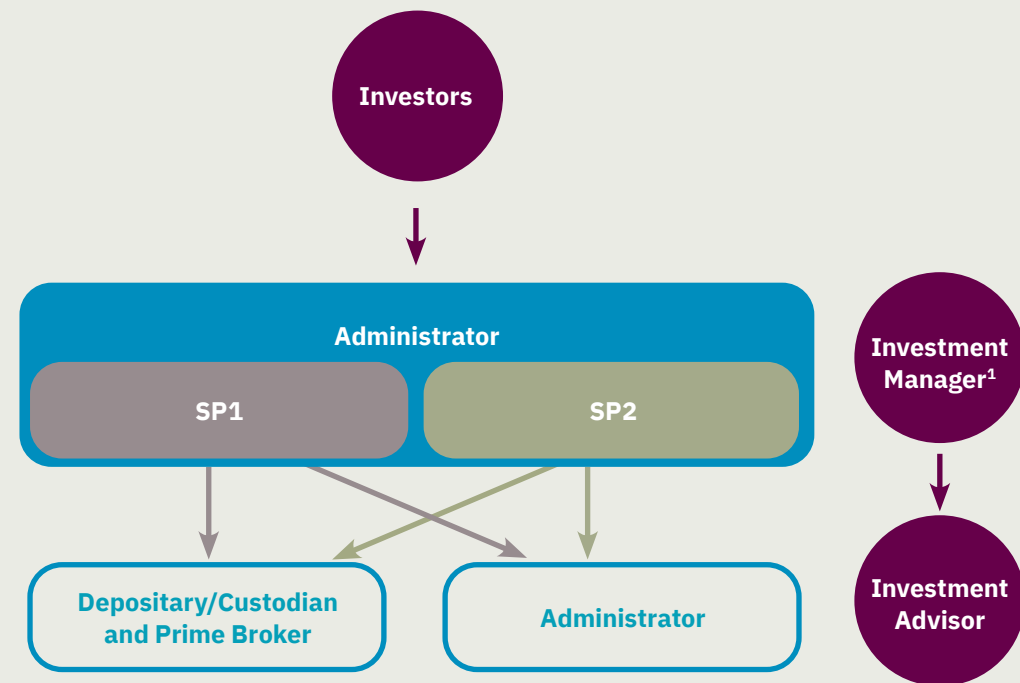 Investors
Administrator
SP1
SP2
Investment
Manager¹
Depositary/Custodian
and Prime Broker
Administrator
Investment
Advisor